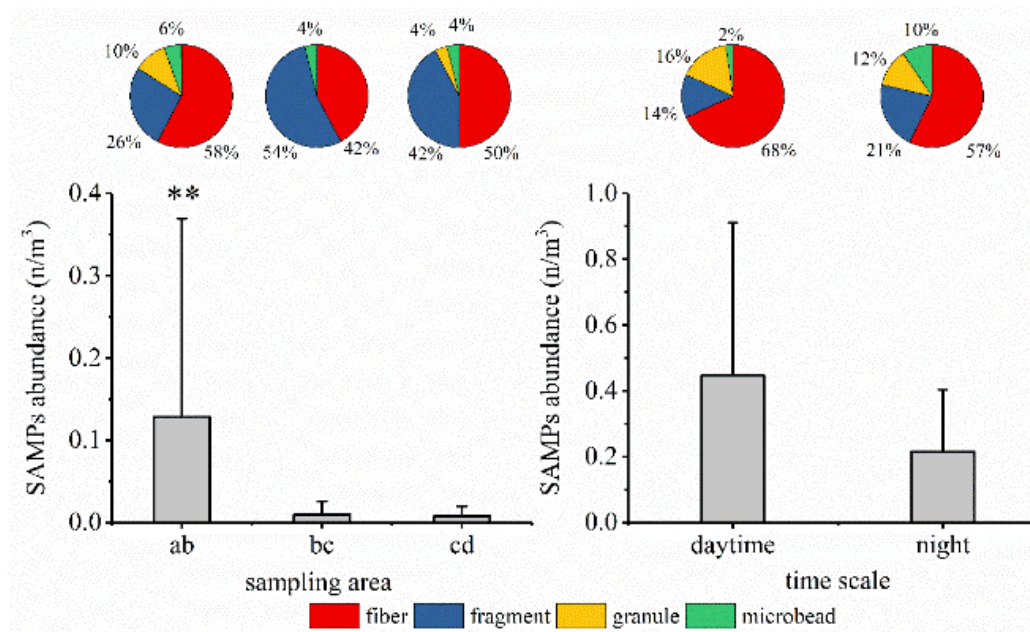 6%
10%
26%
58%
4%
54%
42%
4%
4%
42%
50%
2%
16%
14%
68%
10%
12%
21%
57%
**
0.4
0.3
0.2
0.1
0.0
SAMPs abundance (n/m³)
ab
bc
cd
sampling area
1.0
0.8
0.6
0.4
0.2
0.0
SAMPs abundance (n/m³)
daytime
night
time scale
fiber
fragment
granule
microbead